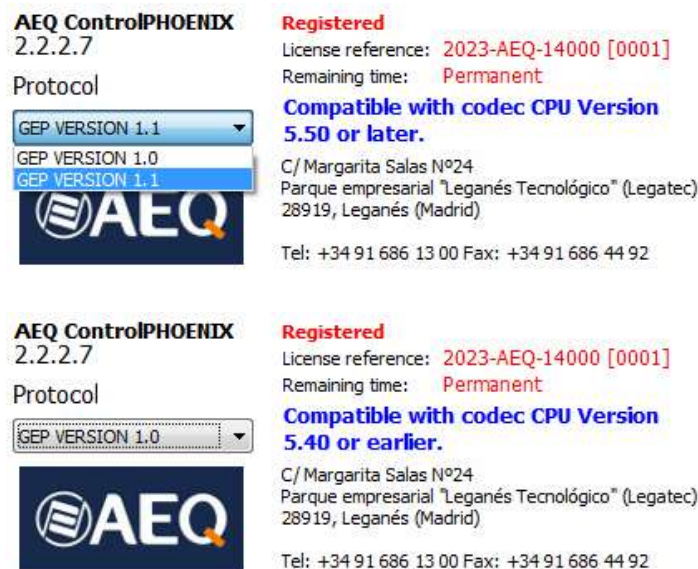 AEQ ControlPHOENIX
2.2.2.7
Protocol
GEP VERSION 1.1
GEP VERSION 1.0
GEP VERSION 1.1
AEQ
Registered
License reference: 2023-AEQ-14000 [0001]
Remaining time: Permanent
Compatible with codec CPU Version
5.50 or later.
C/ Margarita Salas Nº24
Parque empresarial "Leganés Tecnológico" (Legatec)
28919, Leganés (Madrid)
Tel: +34 91 686 13 00 Fax: +34 91 686 44 92
AEQ ControlPHOENIX
2.2.2.7
Protocol
GEP VERSION 1.0
AEQ
Registered
License reference: 2023-AEQ-14000 [0001]
Remaining time: Permanent
Compatible with codec CPU Version
5.40 or earlier.
C/ Margarita Salas Nº24
Parque empresarial "Leganés Tecnológico" (Legatec)
28919, Leganés (Madrid)
Tel: +34 91 686 13 00 Fax: +34 91 686 44 92